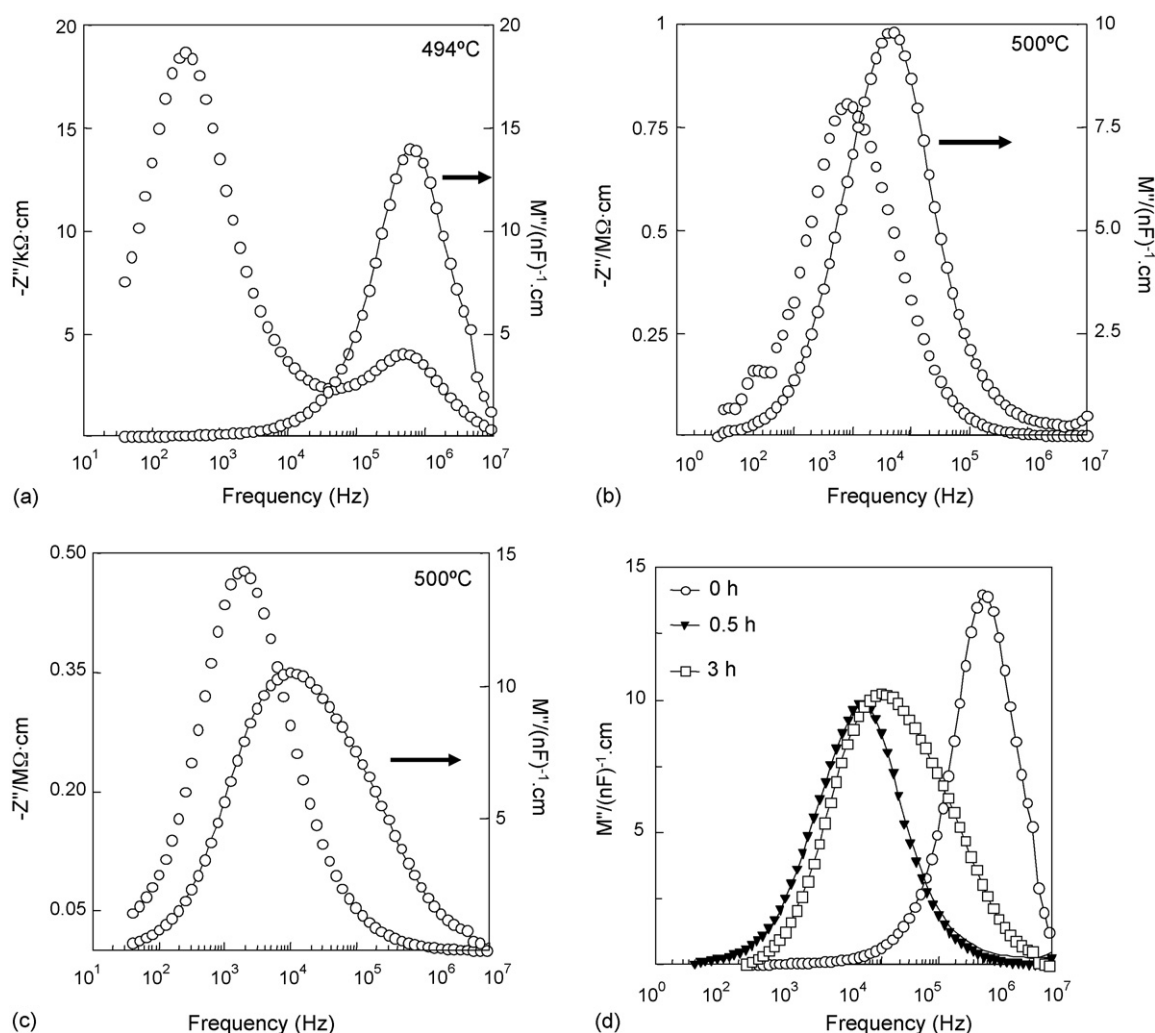 20
20
494ºC
15
15
10
10
5
5
-Z"/kΩ·cm
M"/(nF)⁻¹.cm
10¹ 10² 10³ 10⁴ 10⁵ 10⁶ 10⁷
(a) Frequency (Hz)
1
10
500ºC
0.75
7.5
0.5
5.0
0.25
2.5
-Z"/MΩ·cm
M"/(nF)⁻¹.cm
10⁰ 10² 10³ 10⁴ 10⁵ 10⁶ 10⁷
(b) Frequency (Hz)
0.50
15
500ºC
0.35
10
0.20
5
0.05
-Z"/MΩ·cm
M"/(nF)⁻¹.cm
10¹ 10² 10³ 10⁴ 10⁵ 10⁶ 10⁷
(c) Frequency (Hz)
15
0 h
0.5 h
3 h
10
5
M"/(nF)⁻¹.cm
10⁰ 10² 10³ 10⁴ 10⁵ 10⁶ 10⁷
(d) Frequency (Hz)